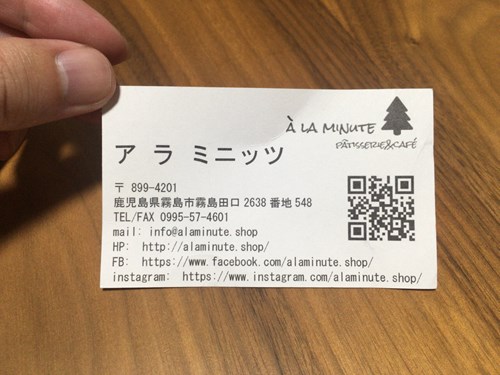 À LA MINUTE
PÂTISSERIE&CAFÉ
ア ラ ミニッツ
〒 899-4201
鹿児島県霧島市霧島田口 2638 番地 548
TEL/FAX 0995-57-4601
mail: info@alaminute.shop
HP: http://alaminute.shop/
FB: https://www.facebook.com/alaminute.shop/
instagram: https://www.instagram.com/alaminute.shop/